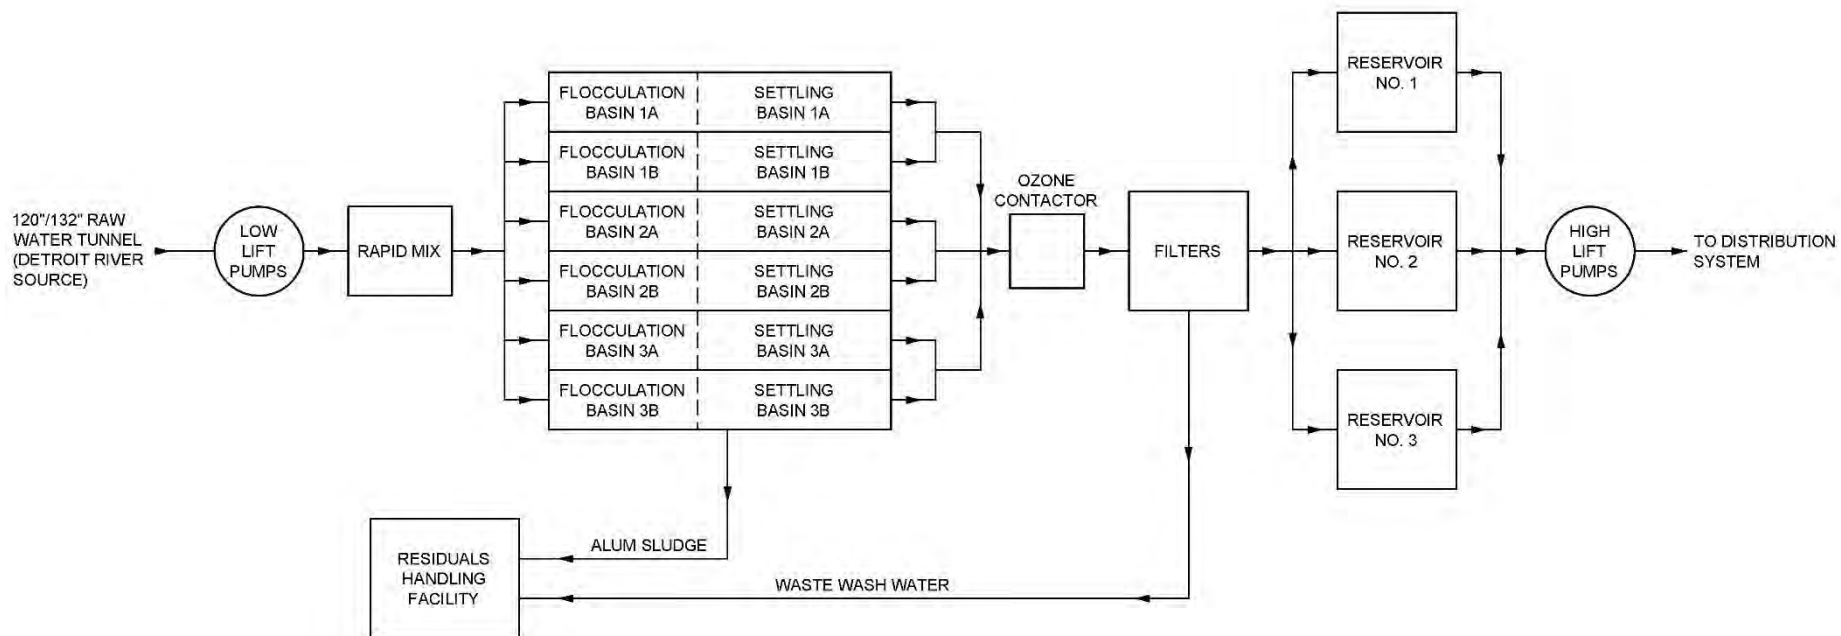 120"/132" RAW
WATER TUNNEL
(DETROIT RIVER
SOURCE)
LOW
LIFT
PUMPS
RAPID MIX
FLOCCULATION
BASIN 1A
SETTLING
BASIN 1A
FLOCCULATION
BASIN 1B
SETTLING
BASIN 1B
FLOCCULATION
BASIN 2A
SETTLING
BASIN 2A
FLOCCULATION
BASIN 2B
SETTLING
BASIN 2B
FLOCCULATION
BASIN 3A
SETTLING
BASIN 3A
FLOCCULATION
BASIN 3B
SETTLING
BASIN 3B
OZONE
CONTACTOR
FILTERS
RESERVOIR
NO. 1
RESERVOIR
NO. 2
RESERVOIR
NO. 3
HIGH
LIFT
PUMPS
TO DISTRIBUTION
SYSTEM
ALUM SLUDGE
WASTE WASH WATER
RESIDUALS
HANDLING
FACILITY